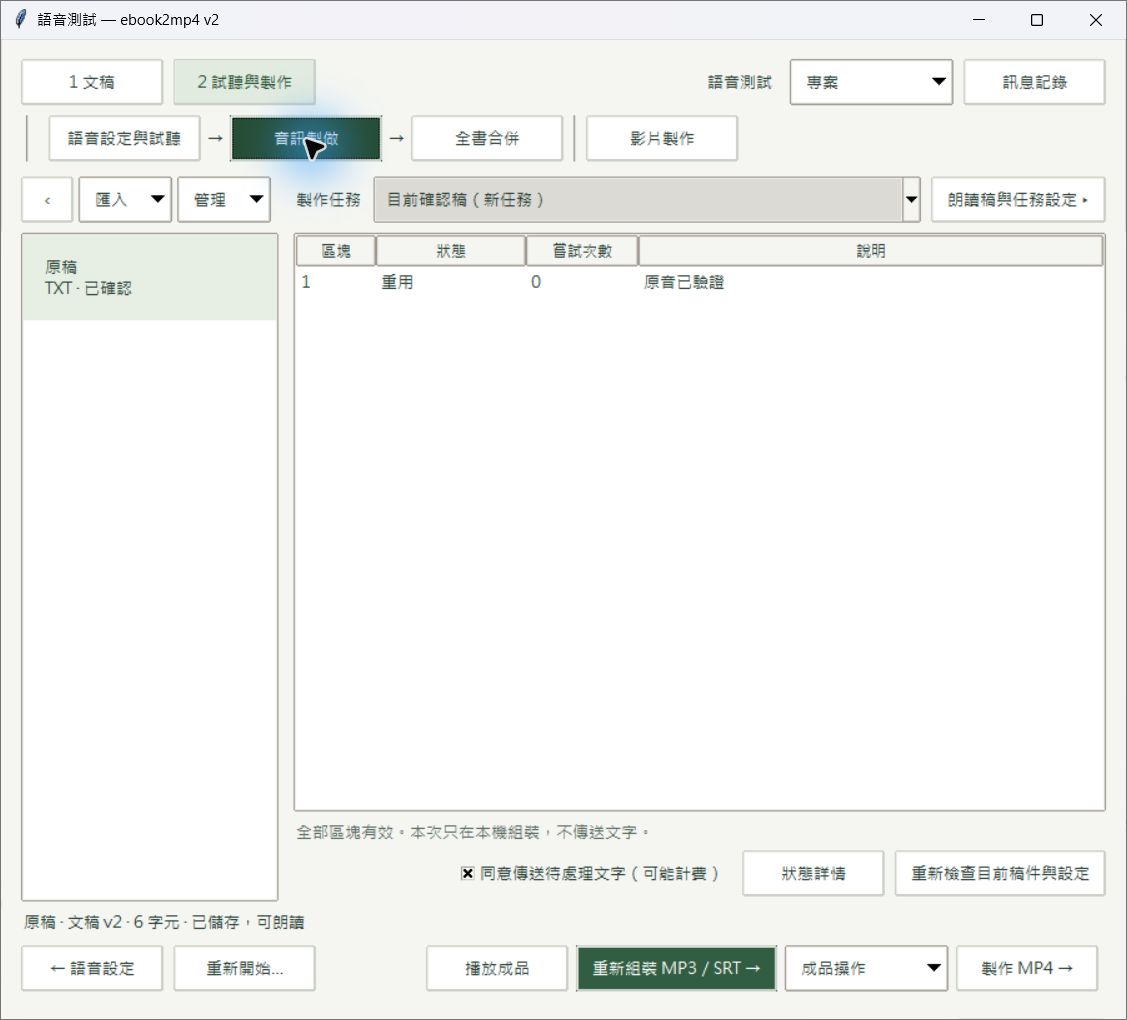 語音測試 — ebook2mp4 v2
1 文稿
2 試聽與製作
語音測試
專案
訊息記錄
語音設定與試聽
→
音訊製做
→
全書合併
影片製作
‹
匯入
管理
製作任務
目前確認稿（新任務）
朗讀稿與任務設定 ▸
原稿
TXT · 已確認
區塊
狀態
嘗試次數
說明
1
重用
0
原音已驗證
全部區塊有效。本次只在本機組裝，不傳送文字。
同意傳送待處理文字（可能計費）
狀態詳情
重新檢查目前稿件與設定
原稿 · 文稿 v2 · 6 字元 · 已儲存，可朗讀
← 語音設定
重新開始...
播放成品
重新組裝 MP3 / SRT →
成品操作
製作 MP4 →